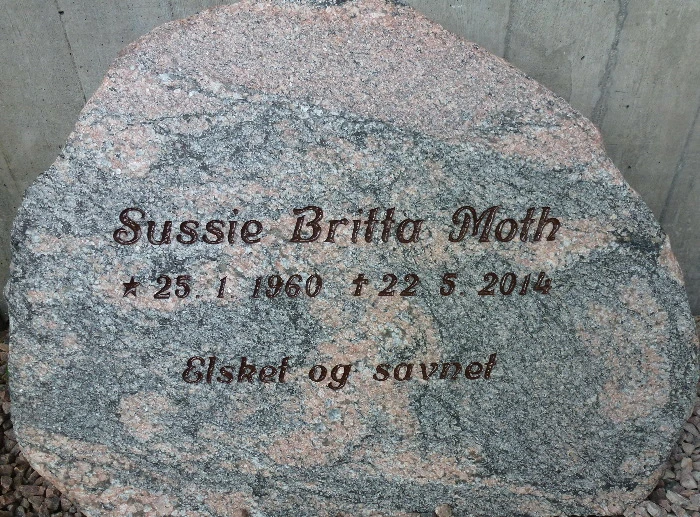 Sussie Britta Moth
★ 25. 1. 1960 ✝ 22. 5. 2014
Elsket og savnet